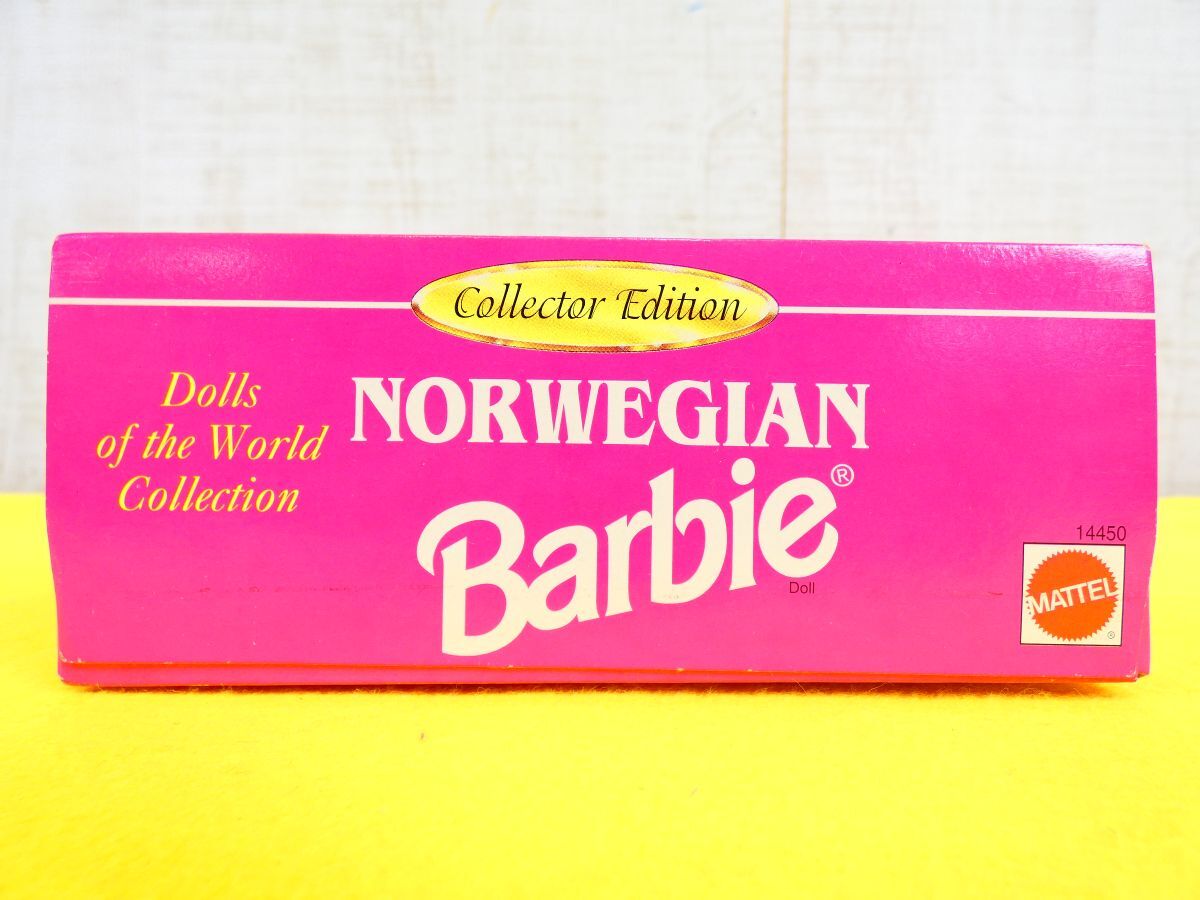 Collector Edition
Dolls
of the World
Collection
NORWEGIAN
Barbie®
Doll
14450
MATTEL
®